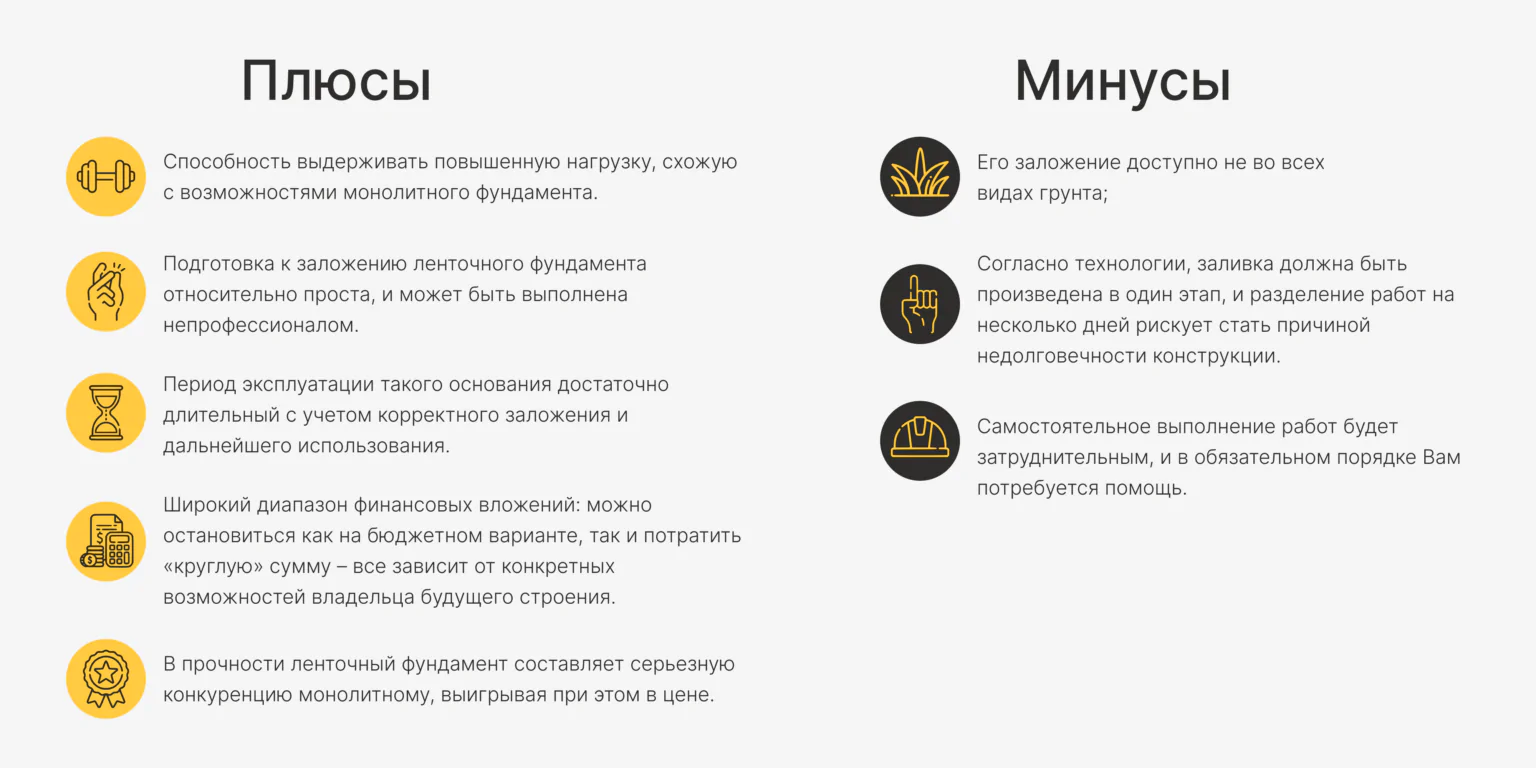 Плюсы
Способность выдерживать повышенную нагрузку, схожую
с возможностями монолитного фундамента.
Подготовка к заложению ленточного фундамента
относительно проста, и может быть выполнена
непрофессионалом.
Период эксплуатации такого основания достаточно
длительный с учетом корректного заложения и
дальнейшего использования.
Широкий диапазон финансовых вложений: можно
остановиться как на бюджетном варианте, так и потратить
«круглую» сумму – все зависит от конкретных
возможностей владельца будущего строения.
В прочности ленточный фундамент составляет серьезную
конкуренцию монолитному, выигрывая при этом в цене.
Минусы
Его заложение доступно не во всех
видах грунта;
Согласно технологии, заливка должна быть
произведена в один этап, и разделение работ на
несколько дней рискует стать причиной
недолговечности конструкции.
Самостоятельное выполнение работ будет
затруднительным, и в обязательном порядке Вам
потребуется помощь.